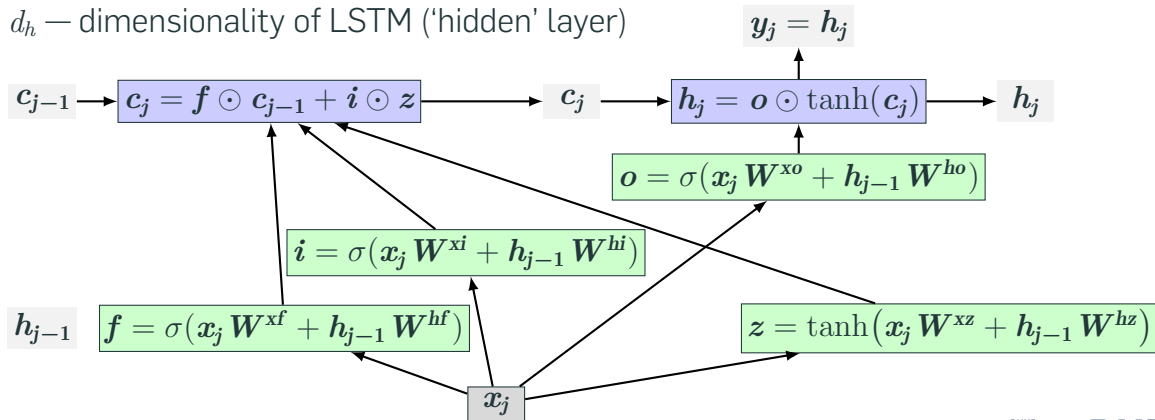 d_h — dimensionality of LSTM (‘hidden’ layer)
y_j = h_j
c_{j−1} c_j = f ⊙ c_{j−1} + i ⊙ z c_j h_j = o ⊙ tanh(c_j) h_j
o = σ(x_j W^{xo} + h_{j−1} W^{ho})
i = σ(x_j W^{xi} + h_{j−1} W^{hi})
h_{j−1} f = σ(x_j W^{xf} + h_{j−1} W^{hf}) z = tanh(x_j W^{xz} + h_{j−1} W^{hz})
x_j